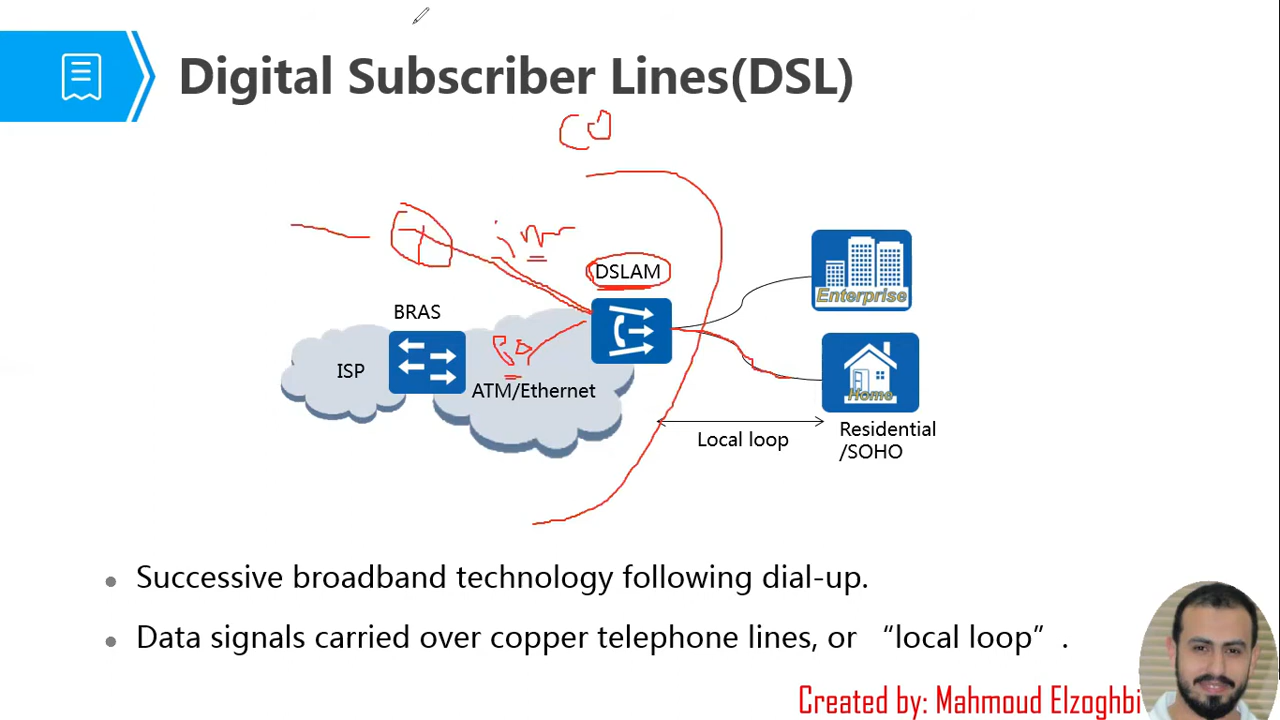 Digital Subscriber Lines(DSL)
CO
DSLAM
Enterprise
BRAS
ISP
ATM/Ethernet
Home
Local loop
Residential
/SOHO
Successive broadband technology following dial-up.
Data signals carried over copper telephone lines, or “local loop” .
Created by: Mahmoud Elzoghbi